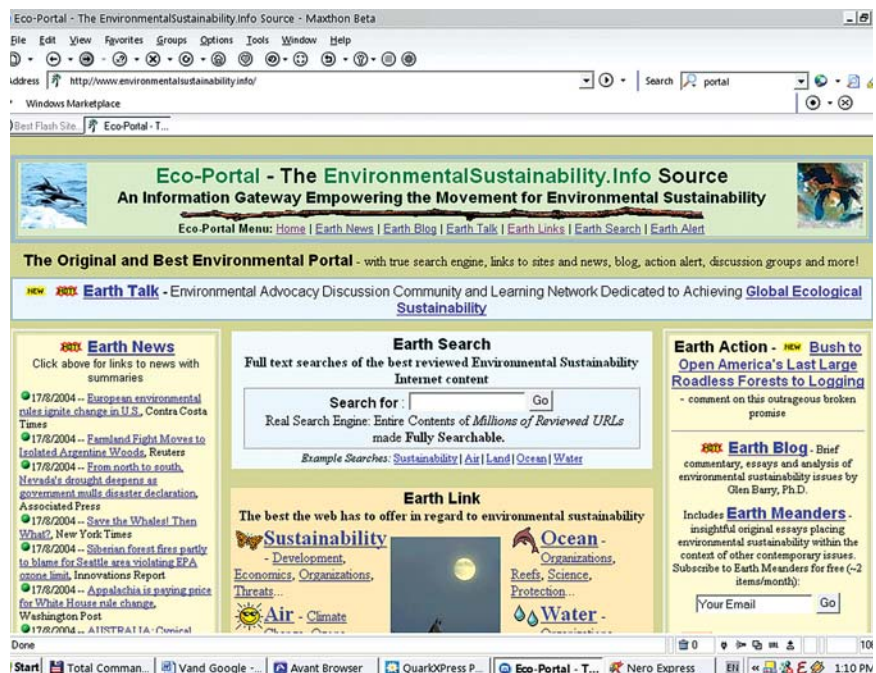 Eco-Portal - The EnvironmentalSustainability.Info Source - Maxthon Beta
File Edit View Favorites Groups Options Tools Window Help
Address http://www.environmentalsustainability.info/ Search portal
Windows Marketplace
Best Flash Site... Eco-Portal - T...
Eco-Portal - The EnvironmentalSustainability.Info Source
An Information Gateway Empowering the Movement for Environmental Sustainability
Eco-Portal Menu: Home | Earth News | Earth Blog | Earth Talk | Earth Links | Earth Search | Earth Alert
The Original and Best Environmental Portal - with true search engine, links to sites and news, blog, action alert, discussion groups and more!
NEW HOT! Earth Talk - Environmental Advocacy Discussion Community and Learning Network Dedicated to Achieving Global Ecological
Sustainability
HOT! Earth News
Click above for links to news with
summaries
17/8/2004 -- European environmental
rules ignite change in U.S., Contra Costa
Times
17/8/2004 -- Farmland Fight Moves to
Isolated Argentine Woods, Reuters
17/8/2004 -- From north to south,
Nevada's drought deepens as
government mulls disaster declaration,
Associated Press
17/8/2004 -- Save the Whales! Then
What?, New York Times
17/8/2004 -- Siberian forest fires partly
to blame for Seattle area violating EPA
ozone limit, Innovations Report
17/8/2004 -- Appalachia is paying price
for White House rule change,
Washington Post
17/8/2004 -- AUSTRALIA: Cynical
Earth Search
Full text searches of the best reviewed Environmental Sustainability
Internet content
Search for: Go
Real Search Engine: Entire Contents of Millions of Reviewed URLs
made Fully Searchable.
Example Searches: Sustainability | Air | Land | Ocean | Water
Earth Link
The best the web has to offer in regard to environmental sustainability
Sustainability
- Development,
Economics, Organizations,
Threats...
Air - Climate
Change, Ozone
Ocean -
Organizations,
Reefs, Science,
Protection...
Water -
Organizations
Earth Action - NEW Bush to
Open America's Last Large
Roadless Forests to Logging
- comment on this outrageous broken
promise
HOT! Earth Blog - Brief
commentary, essays and analysis of
environmental sustainability issues by
Glen Barry, Ph.D.
Includes Earth Meanders -
insightful original essays placing
environmental sustainability within the
context of other contemporary issues.
Subscribe to Earth Meanders for free (~2
items/month):
Your Email Go
Done 0 100
Start Total Comman... Vand Google -... Avant Browser QuarkXPress P... Eco-Portal - T... Nero Express EN « 1:10 PM